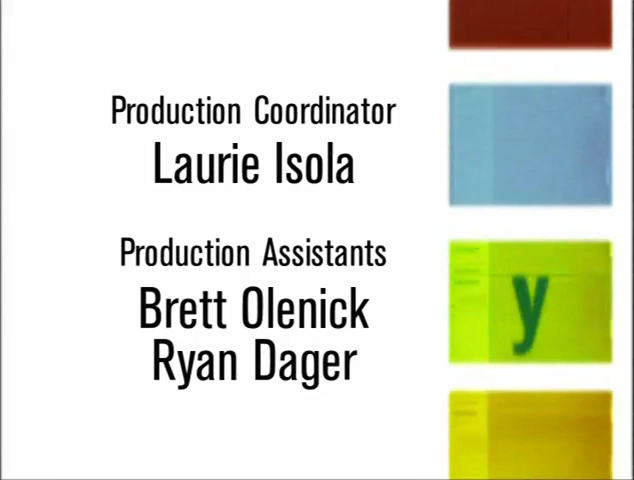 Production Coordinator
Laurie Isola
Production Assistants
Brett Olenick
Ryan Dager
y